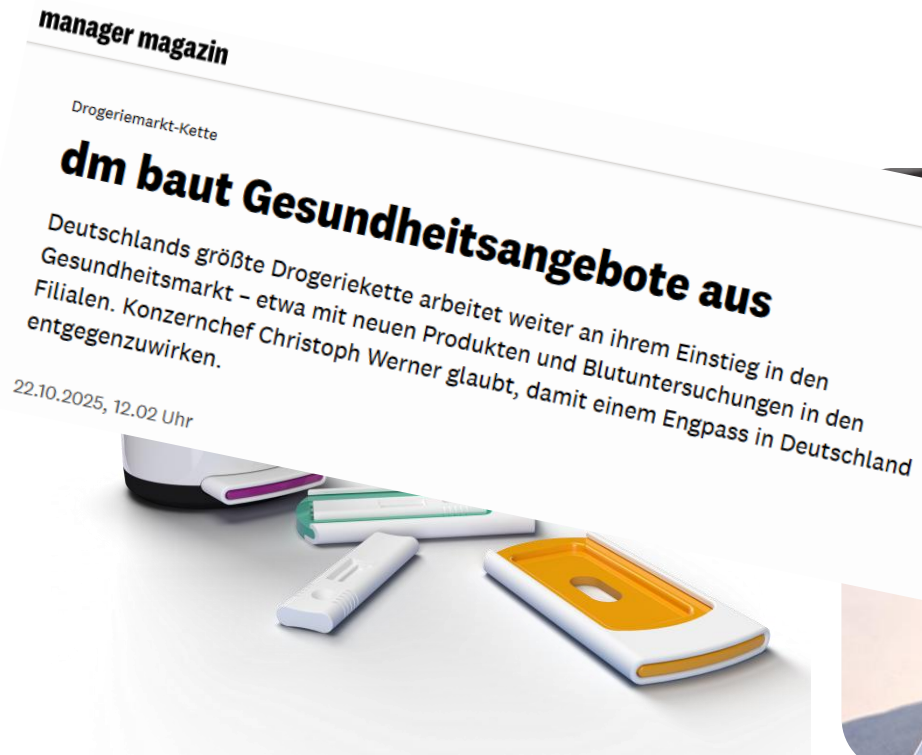 manager magazin
Drogeriemarkt-Kette
dm baut Gesundheitsangebote aus
Deutschlands größte Drogeriekette arbeitet weiter an ihrem Einstieg in den
Gesundheitsmarkt – etwa mit neuen Produkten und Blutuntersuchungen in den
Filialen. Konzernchef Christoph Werner glaubt, damit einem Engpass in Deutschland
entgegenzuwirken.
22.10.2025, 12.02 Uhr